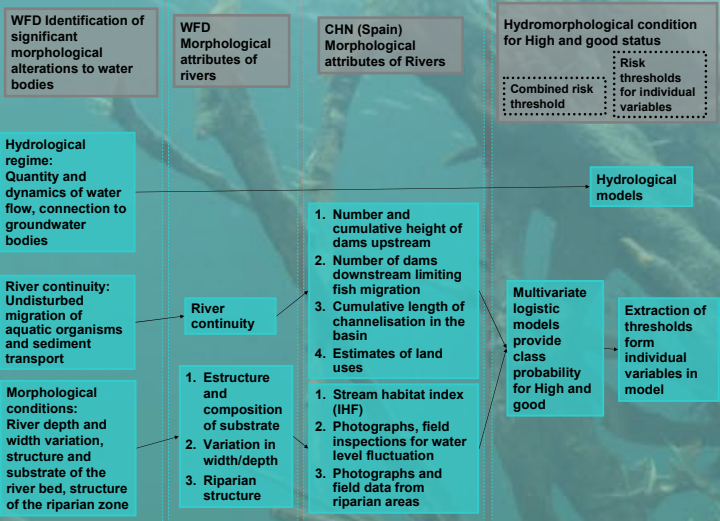 WFD Identification of
significant
morphological
alterations to water
bodies
WFD
Morphological
attributes of
rivers
CHN (Spain)
Morphological
attributes of Rivers
Hydromorphological condition
for High and good status
Combined risk
threshold
Risk
thresholds
for individual
variables
Hydrological
regime:
Quantity and
dynamics of water
flow, connection to
groundwater
bodies
Hydrological
models
River continuity:
Undisturbed
migration of
aquatic organisms
and sediment
transport
River
continuity
1. Number and
cumulative height of
dams upstream
2. Number of dams
downstream limiting
fish migration
3. Cumulative length of
channelisation in the
basin
4. Estimates of land
uses
Multivariate
logistic
models
provide
class
probability
for High and
good
Extraction of
thresholds
form
individual
variables in
model
Morphological
conditions:
River depth and
width variation,
structure and
substrate of the
river bed, structure
of the riparian zone
1. Estructure
and
composition
of substrate
2. Variation in
width/depth
3. Riparian
structure
1. Stream habitat index
(IHF)
2. Photographs, field
inspections for water
level fluctuation
3. Photographs and
field data from
riparian areas